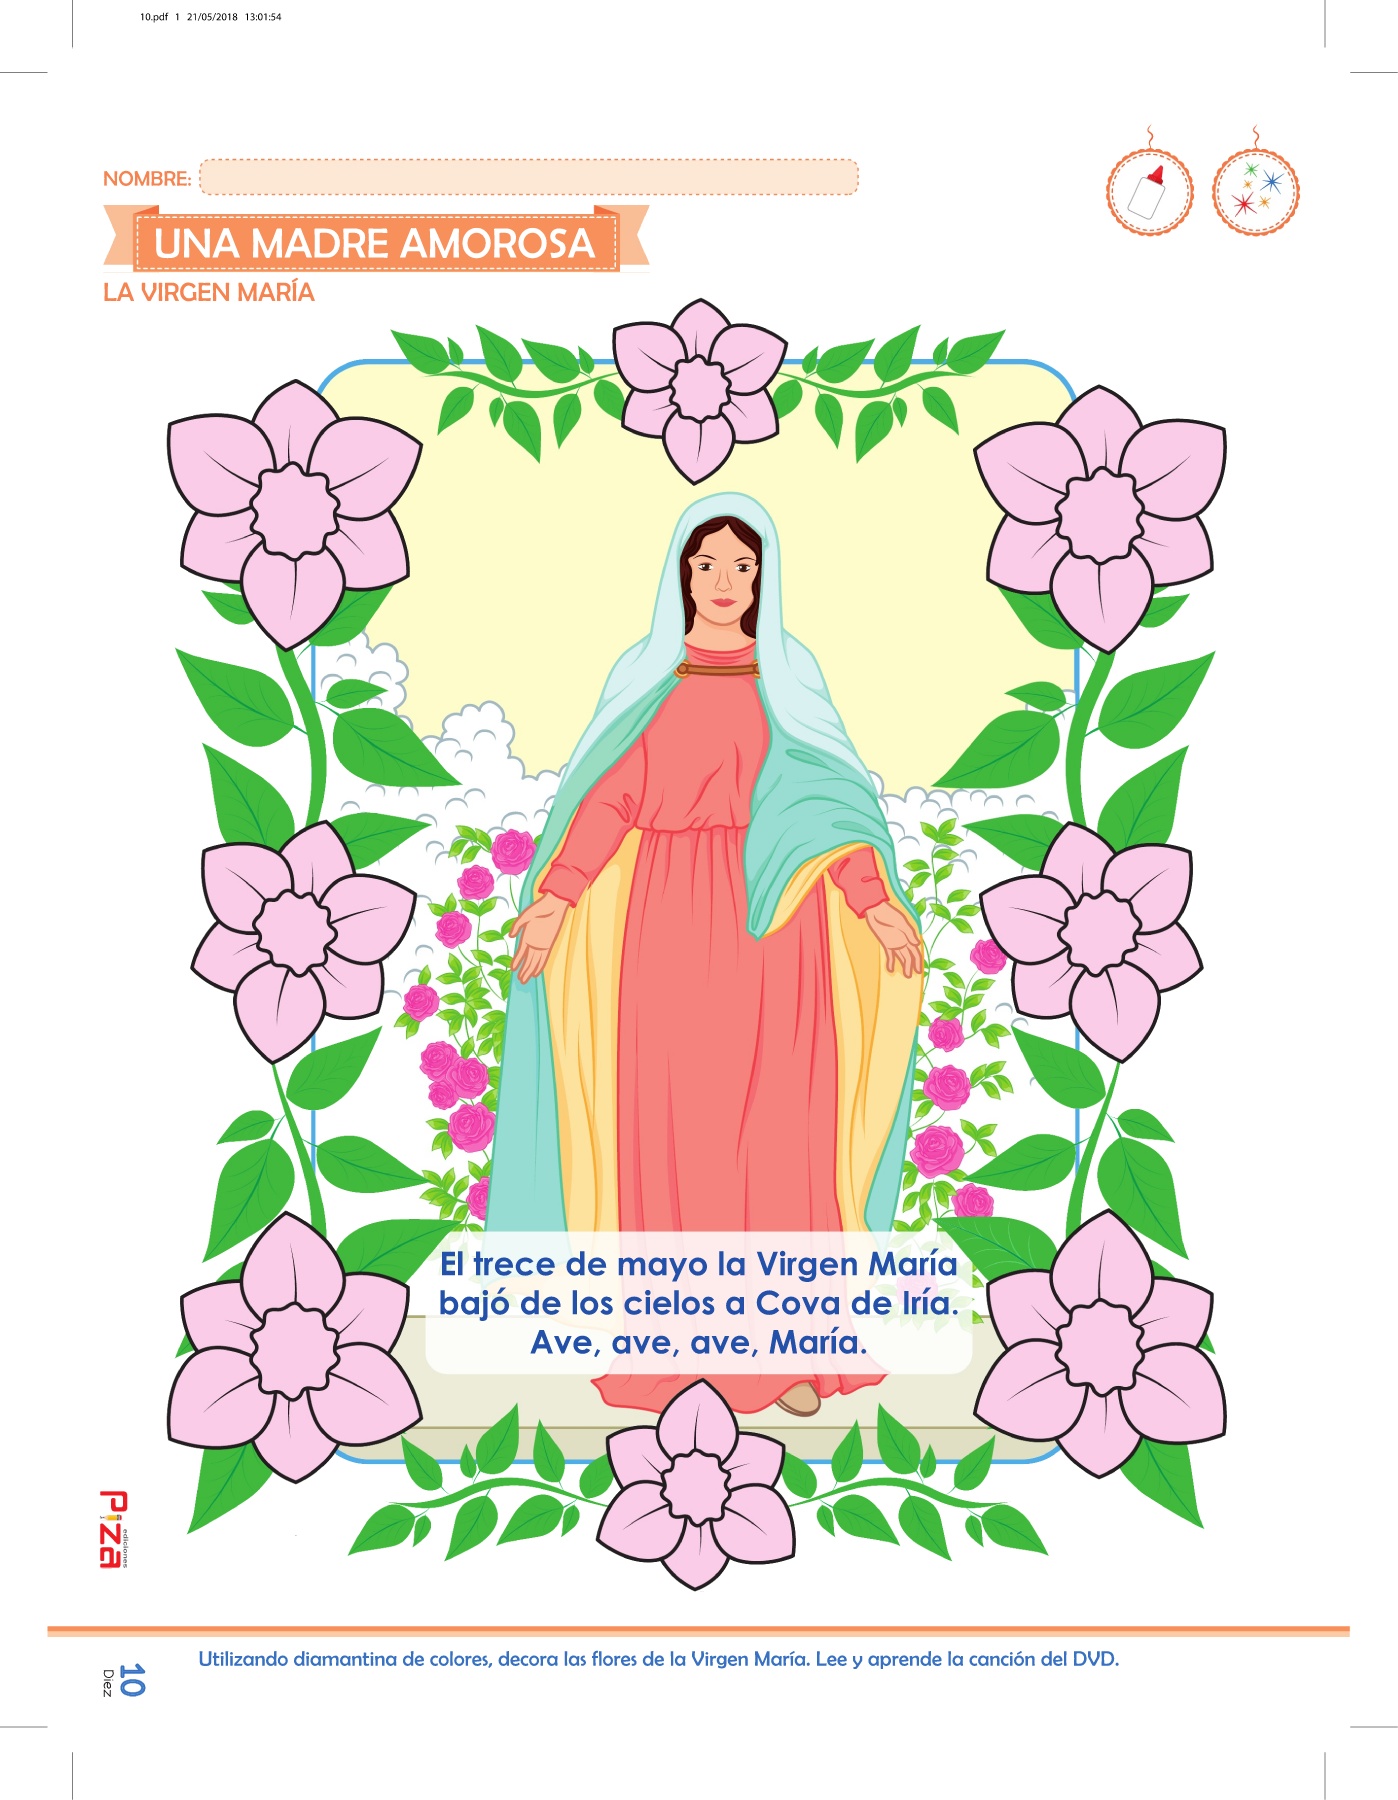 10.pdf 1 21/05/2018 13:01:54
NOMBRE:
UNA MADRE AMOROSA
LA VIRGEN MARÍA
El trece de mayo la Virgen María
bajó de los cielos a Cova de Iría.
Ave, ave, ave, María.
Piza
ediciones
Utilizando diamantina de colores, decora las flores de la Virgen María. Lee y aprende la canción del DVD.
10
Diez